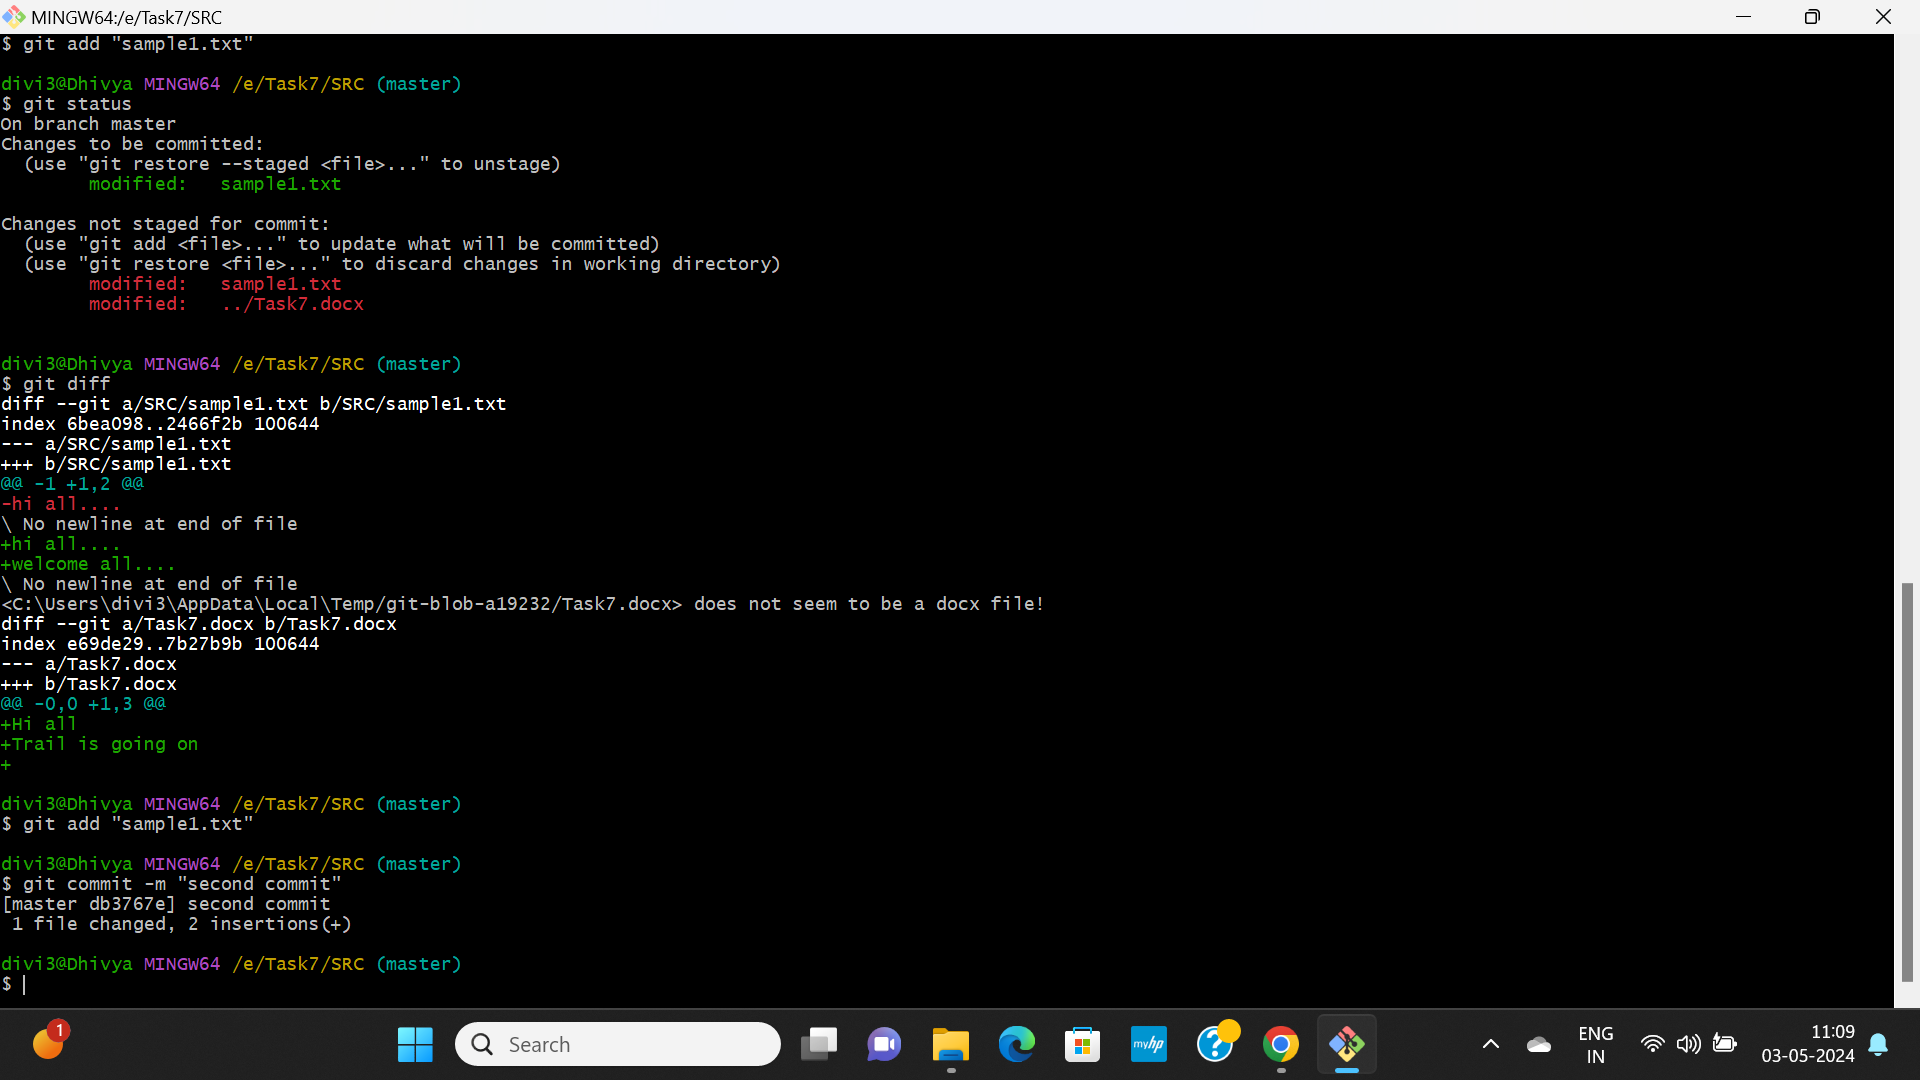 MINGW64:/e/Task7/SRC
$ git add "sample1.txt"
divi3@Dhivya MINGW64 /e/Task7/SRC (master)
$ git status
On branch master
Changes to be committed:
  (use "git restore --staged <file>..." to unstage)
        modified:   sample1.txt
Changes not staged for commit:
  (use "git add <file>..." to update what will be committed)
  (use "git restore <file>..." to discard changes in working directory)
        modified:   sample1.txt
        modified:   ../Task7.docx
divi3@Dhivya MINGW64 /e/Task7/SRC (master)
$ git diff
diff --git a/SRC/sample1.txt b/SRC/sample1.txt
index 6bea098..2466f2b 100644
--- a/SRC/sample1.txt
+++ b/SRC/sample1.txt
@@ -1 +1,2 @@
-hi all....
\ No newline at end of file
+hi all....
+welcome all....
\ No newline at end of file
<C:\Users\divi3\AppData\Local\Temp/git-blob-a19232/Task7.docx> does not seem to be a docx file!
diff --git a/Task7.docx b/Task7.docx
index e69de29..7b27b9b 100644
--- a/Task7.docx
+++ b/Task7.docx
@@ -0,0 +1,3 @@
+Hi all
+Trail is going on
+
divi3@Dhivya MINGW64 /e/Task7/SRC (master)
$ git add "sample1.txt"
divi3@Dhivya MINGW64 /e/Task7/SRC (master)
$ git commit -m "second commit"
[master db3767e] second commit
 1 file changed, 2 insertions(+)
divi3@Dhivya MINGW64 /e/Task7/SRC (master)
$
1
Search
myhp
?
ENG
IN
11:09
03-05-2024